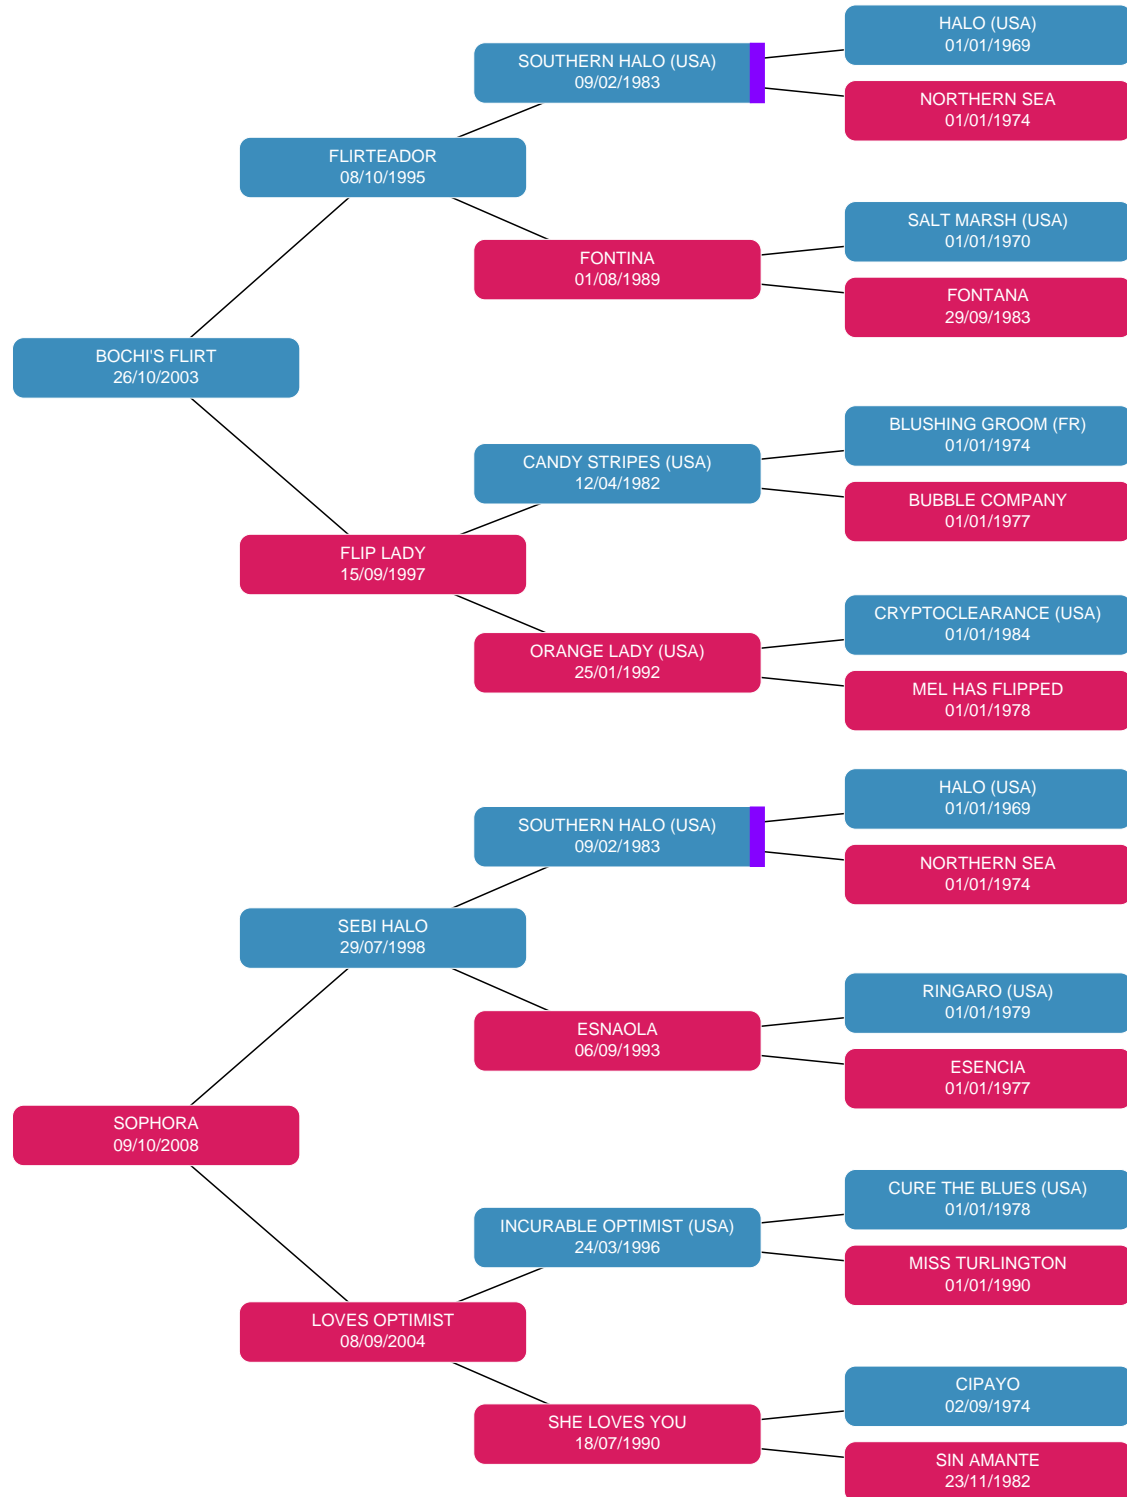 HALO (USA)
01/01/1969
SOUTHERN HALO (USA)
09/02/1983
NORTHERN SEA
01/01/1974
FLIRTEADOR
08/10/1995
SALT MARSH (USA)
01/01/1970
FONTINA
01/08/1989
FONTANA
29/09/1983
BOCHI'S FLIRT
26/10/2003
BLUSHING GROOM (FR)
01/01/1974
CANDY STRIPES (USA)
12/04/1982
BUBBLE COMPANY
01/01/1977
FLIP LADY
15/09/1997
CRYPTOCLEARANCE (USA)
01/01/1984
ORANGE LADY (USA)
25/01/1992
MEL HAS FLIPPED
01/01/1978
HALO (USA)
01/01/1969
SOUTHERN HALO (USA)
09/02/1983
NORTHERN SEA
01/01/1974
SEBI HALO
29/07/1998
RINGARO (USA)
01/01/1979
ESNAOLA
06/09/1993
ESENCIA
01/01/1977
SOPHORA
09/10/2008
CURE THE BLUES (USA)
01/01/1978
INCURABLE OPTIMIST (USA)
24/03/1996
MISS TURLINGTON
01/01/1990
LOVES OPTIMIST
08/09/2004
CIPAYO
02/09/1974
SHE LOVES YOU
18/07/1990
SIN AMANTE
23/11/1982